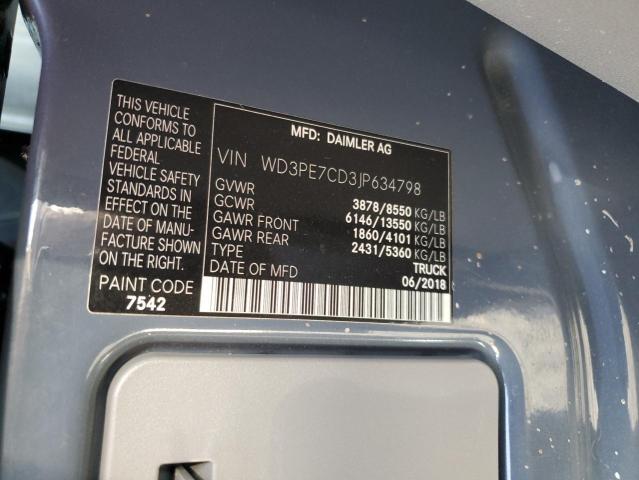 THIS VEHICLE
CONFORMS TO
ALL APPLICABLE
FEDERAL
VEHICLE SAFETY
STANDARDS IN
EFFECT ON THE
DATE OF MANU-
FACTURE SHOWN
ON THE RIGHT.
PAINT CODE
7542
MFD: DAIMLER AG
VIN WD3PE7CD3JP634798
GVWR 3878/8550 KG/LB
GCWR 6146/13550 KG/LB
GAWR FRONT 1860/4101 KG/LB
GAWR REAR 2431/5360 KG/LB
TYPE TRUCK
DATE OF MFD 06/2018